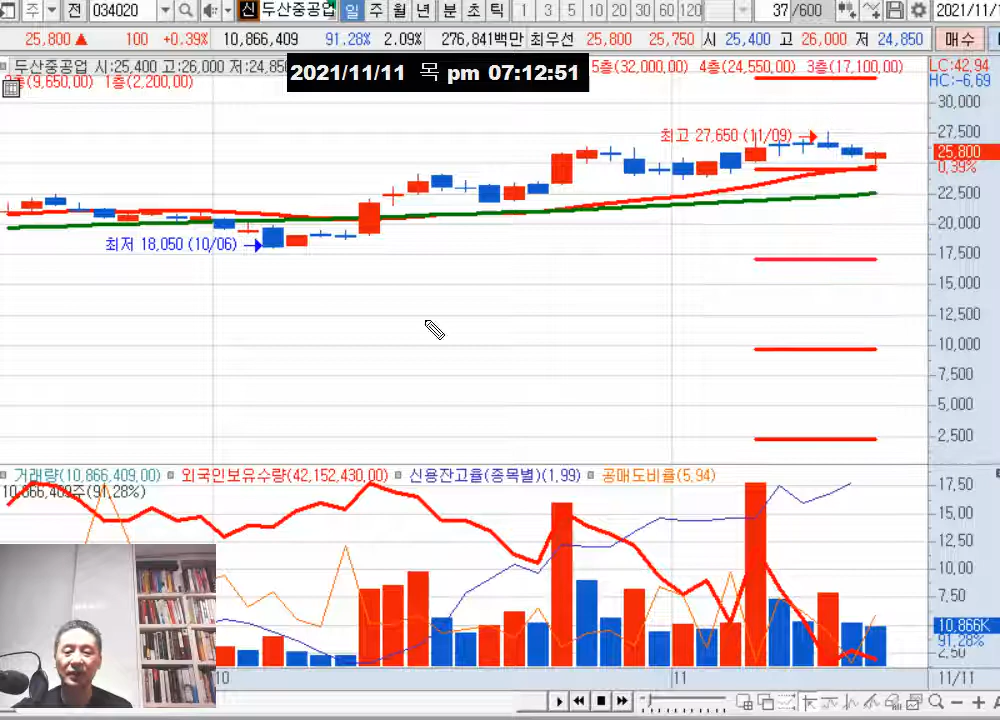 주 전 034020 신 두산중공업 일 주 월 년 분 초 틱 1 3 5 10 20 30 60 120 37/600 2021/11/1
25,800 ▲ 100 +0.39% 10,866,409 91.28% 2.09% 276,841백만 최우선 25,800 25,750 시 25,400 고 26,000 저 24,850 매수
두산중공업 시:25,400 고:26,000 저:24,850
2021/11/11 목 pm 07:12:51
5층(32,000,00) 4층(24,550,00) 3층(17,100,00)
(9,650,00) 1층(2,200,00)
LC:42,94
HC:-6,69
30,000
27,500
25,800
0,39%
22,500
20,000
17,500
15,000
12,500
10,000
7,500
5,000
2,500
최고 27,650 (11/09)
최저 18,050 (10/06)
거래량(10,866,409,00) 외국인보유수량(42,152,430,00) 신용잔고율(종목별)(1,99) 공매도비율(5,94)
10,866,409주(91,28%)
17,50
15,00
12,50
10,00
7,50
10,866K
91,28%
2,50
10
11
11/11